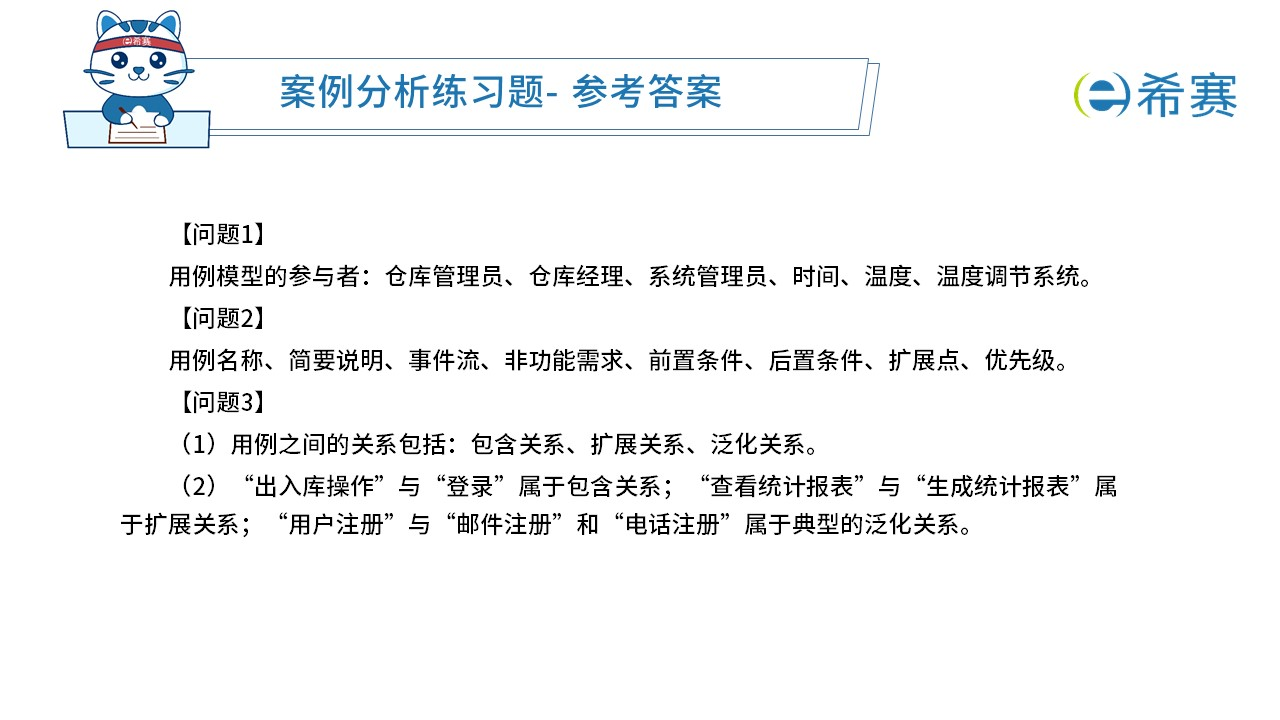 案例分析练习题- 参考答案
希赛
e希赛
【问题1】
用例模型的参与者：仓库管理员、仓库经理、系统管理员、时间、温度、温度调节系统。
【问题2】
用例名称、简要说明、事件流、非功能需求、前置条件、后置条件、扩展点、优先级。
【问题3】
（1）用例之间的关系包括：包含关系、扩展关系、泛化关系。
（2）“出入库操作”与“登录”属于包含关系；“查看统计报表”与“生成统计报表”属
于扩展关系；“用户注册”与“邮件注册”和“电话注册”属于典型的泛化关系。